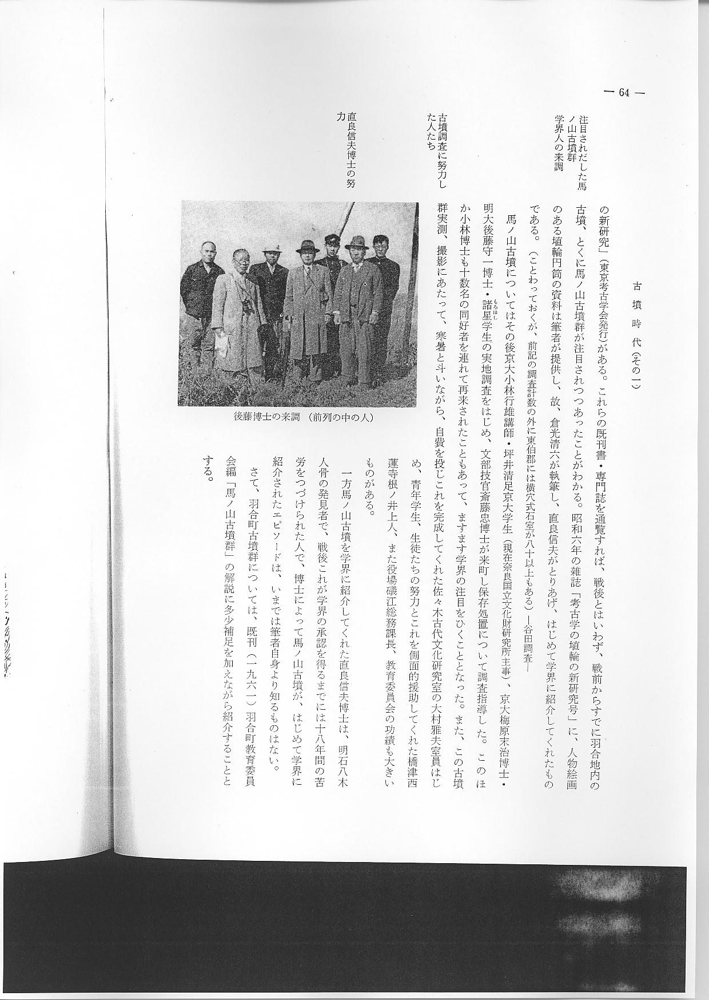 — 64 —
古墳時代(その一)
注目されだした馬
ノ山古墳群
学界人の来調
の新研究」(東京考古学会発行)がある。これらの既刊書・専門誌を通覧すれば、戦後とはいわず、戦前からすでに羽合地内の
古墳、とくに馬ノ山古墳群が注目されつつあったことがわかる。昭和六年の雑誌「考古学の埴輪の新研究号」に、人物絵画
のある埴輪円筒の資料は筆者が提供し、故、倉光清六が執筆し、直良信夫がとりあげ、はじめて学界に紹介してくれたもの
である。(ことわっておくが、前記の調査計数の外に東伯郡には横穴式石室が八十以上もある)—谷田調査—
馬ノ山古墳についてはその後京大小林行雄講師・坪井清足京大学生(現在奈良国立文化財研究所主事)、京大梅原末治博士・
明大後藤守一博士・諸星学生の実地調査をはじめ、文部技官斎藤忠博士が来町し保存処置について調査指導した。このほ
もろほし
か小林博士も十数名の同好者を連れて再来されたこともあって、ますます学界の注目をひくこととなった。また、この古墳
古墳調査に努力し
た人たち
群実測、撮影にあたって、寒暑と斗いながら、自費を投じこれを完成してくれた佐々木古代文化研究室の大村雅夫室員はじ
め、青年学生、生徒たちの努力とこれを側面的援助してくれた橋津西
蓮寺根ノ井上人、また役場礒江総務課長、教育委員会の功績も大きい
ものがある。
直良信夫博士の努
力
一方馬ノ山古墳を学界に紹介してくれた直良信夫博士は、明石八木
人骨の発見者で、戦後これが学界の承認を得るまでには十八年間の苦
労をつづけられた人で、博士によって馬ノ山古墳が、はじめて学界に
紹介されたエピソードは、いまでは筆者自身より知るものはない。
さて、羽合町古墳群については、既刊(一九六一)羽合町教育委員
会編「馬ノ山古墳群」の解説に多少補足を加えながら紹介することと
する。
後藤博士の来調 (前列の中の人)